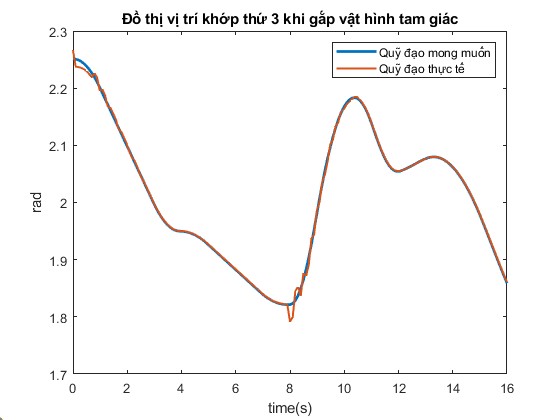 Đồ thị vị trí khớp thứ 3 khi gắp vật hình tam giác
2.3
2.2
2.1
2
1.9
1.8
1.7
rad
Quỹ đạo mong muốn
Quỹ đạo thực tế
0 2 4 6 8 10 12 14 16
time(s)